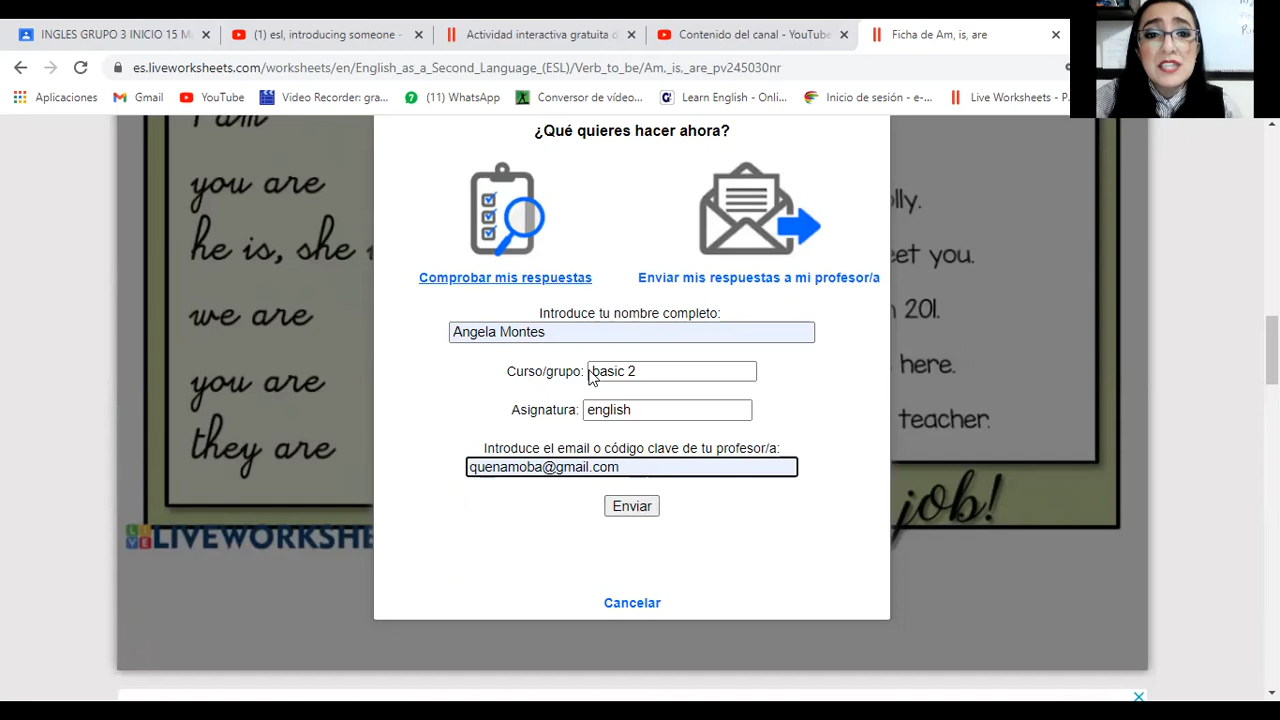 INGLES GRUPO 3 INICIO 15 M
(1) esl, introducing someone -
Actividad interactiva gratuita d
Contenido del canal - YouTube
Ficha de Am, is, are
es.liveworksheets.com/worksheets/en/English_as_a_Second_Language_(ESL)/Verb_to_be/Am,_is,_are_pv245030nr
Aplicaciones
Gmail
YouTube
Video Recorder: gra...
(11) WhatsApp
Conversor de vídeo...
Learn English - Onli...
Inicio de sesión - e-...
Live Worksheets - P
¿Qué quieres hacer ahora?
Comprobar mis respuestas
Enviar mis respuestas a mi profesor/a
Introduce tu nombre completo:
Angela Montes
Curso/grupo: basic 2
Asignatura: english
Introduce el email o código clave de tu profesor/a:
quenamoba@gmail.com
Enviar
Cancelar
I am
you are
he is, she i
we are
you are
they are
olly.
eet you.
n 201.
here.
teacher.
job!
LIVEWORKSHE